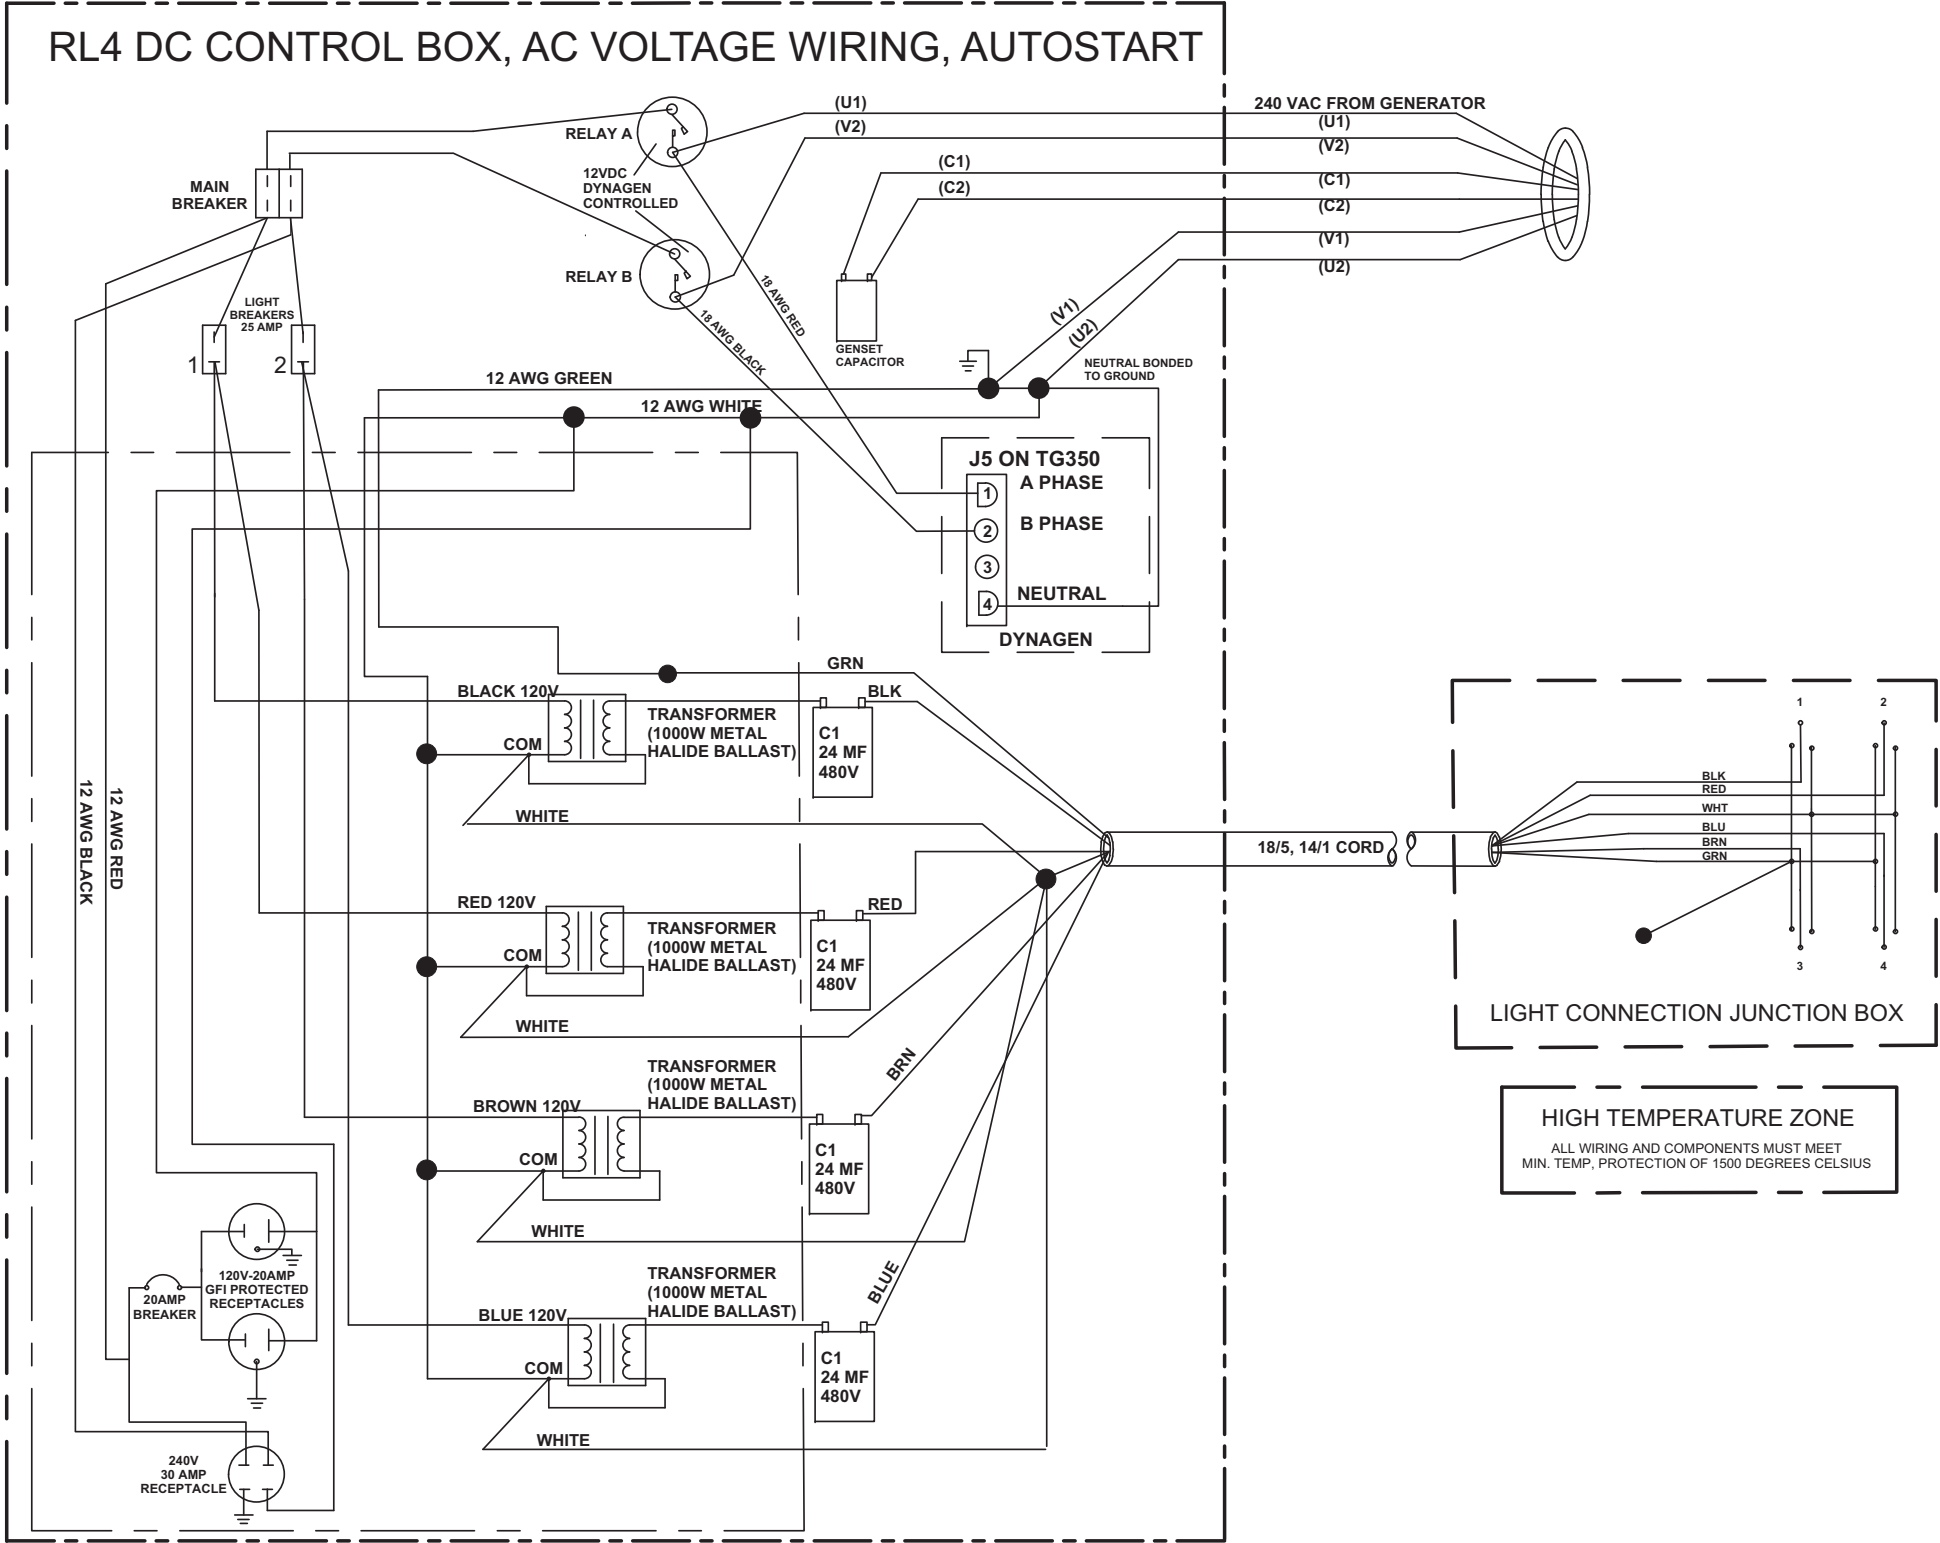 RL4 DC CONTROL BOX, AC VOLTAGE WIRING, AUTOSTART
(U1)
240 VAC FROM GENERATOR
(U1)
RELAY A
(V2)
(V2)
12VDC
DYNAGEN
CONTROLLED
(C1)
(C1)
MAIN
BREAKER
(C2)
(C2)
(V1)
(U2)
RELAY B
18 AWG RED
18 AWG BLACK
(V1)
(U2)
LIGHT
BREAKERS
25 AMP
1
2
GENSET
CAPACITOR
NEUTRAL BONDED
TO GROUND
12 AWG GREEN
12 AWG WHITE
J5 ON TG350
1
A PHASE
2
B PHASE
3
4
NEUTRAL
DYNAGEN
12 AWG BLACK
12 AWG RED
GRN
BLACK 120V
BLK
TRANSFORMER
(1000W METAL
HALIDE BALLAST)
COM
C1
24 MF
480V
WHITE
18/5, 14/1 CORD
RED 120V
RED
TRANSFORMER
(1000W METAL
HALIDE BALLAST)
COM
C1
24 MF
480V
WHITE
BRN
TRANSFORMER
(1000W METAL
HALIDE BALLAST)
BROWN 120V
COM
C1
24 MF
480V
WHITE
BLUE
TRANSFORMER
(1000W METAL
HALIDE BALLAST)
BLUE 120V
COM
C1
24 MF
480V
WHITE
120V-20AMP
GFI PROTECTED
RECEPTACLES
20AMP
BREAKER
240V
30 AMP
RECEPTACLE
1
2
BLK
RED
WHT
BLU
BRN
GRN
3
4
LIGHT CONNECTION JUNCTION BOX
HIGH TEMPERATURE ZONE
ALL WIRING AND COMPONENTS MUST MEET
MIN. TEMP, PROTECTION OF 1500 DEGREES CELSIUS